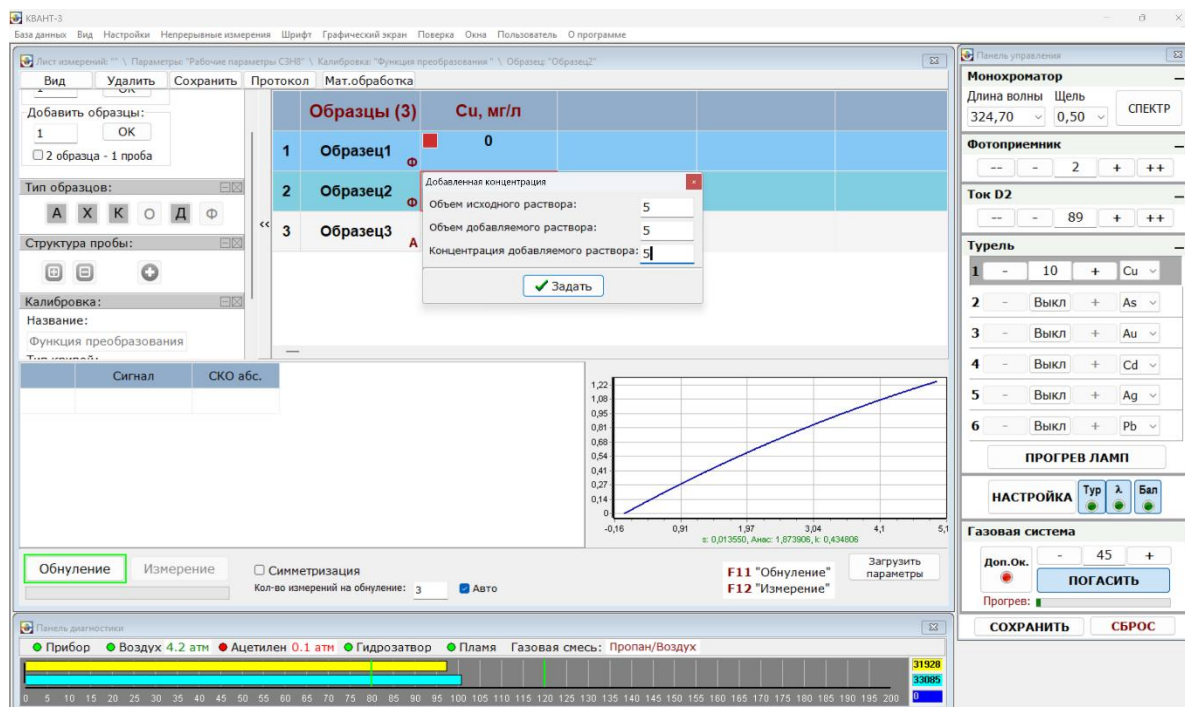 КВАНТ-3
База данных Вид Настройки Непрерывные измерения Шрифт Графический экран Поверка Окна Пользователь О программе
Лист измерений: "" \ Параметры: "Рабочие параметры СЗН8" \ Калибровка: "Функция преобразования " \ Образец: "Образец2"
Вид Удалить Сохранить Протокол Мат.обработка
Добавить образцы:
1 OK
2 образца - 1 проба
Тип образцов:
А Х К О Д Ф
Структура пробы:
Калибровка:
Название:
Функция преобразования
<<
Образцы (3) Cu, мг/л
1 Образец1 Ф 0
2 Образец2 Ф
3 Образец3 А
Добавленная концентрация
Объем исходного раствора: 5
Объем добавляемого раствора: 5
Концентрация добавляемого раствора: 5
Задать
Сигнал СКО абс.
1,22
1,08
0,95
0,81
0,68
0,54
0,41
0,27
0,14
0
-0,16 0,91 1,97 3,04 4,1 5,1
s: 0,013550, Aнас: 1,873906, k: 0,434806
Обнуление Измерение
Симметризация
Кол-во измерений на обнуление: 3 Авто
F11 "Обнуление"
F12 "Измерение"
Загрузить
параметры
Панель управления
Монохроматор
Длина волны Щель
324,70 0,50 СПЕКТР
Фотоприемник
-- - 2 + ++
Ток D2
-- - 89 + ++
Турель
1 - 10 + Cu
2 - Выкл + As
3 - Выкл + Au
4 - Выкл + Cd
5 - Выкл + Ag
6 - Выкл + Pb
ПРОГРЕВ ЛАМП
НАСТРОЙКА Тур λ Бал
Газовая система
Доп.Ок. - 45 +
ПОГАСИТЬ
Прогрев:
СОХРАНИТЬ СБРОС
Панель диагностики
Прибор Воздух 4.2 атм Ацетилен 0.1 атм Гидрозатвор Пламя Газовая смесь: Пропан/Воздух
31928
33085
0 5 10 15 20 25 30 35 40 45 50 55 60 65 70 75 80 85 90 95 100 105 110 115 120 125 130 135 140 145 150 155 160 165 170 175 180 185 190 195 200 0